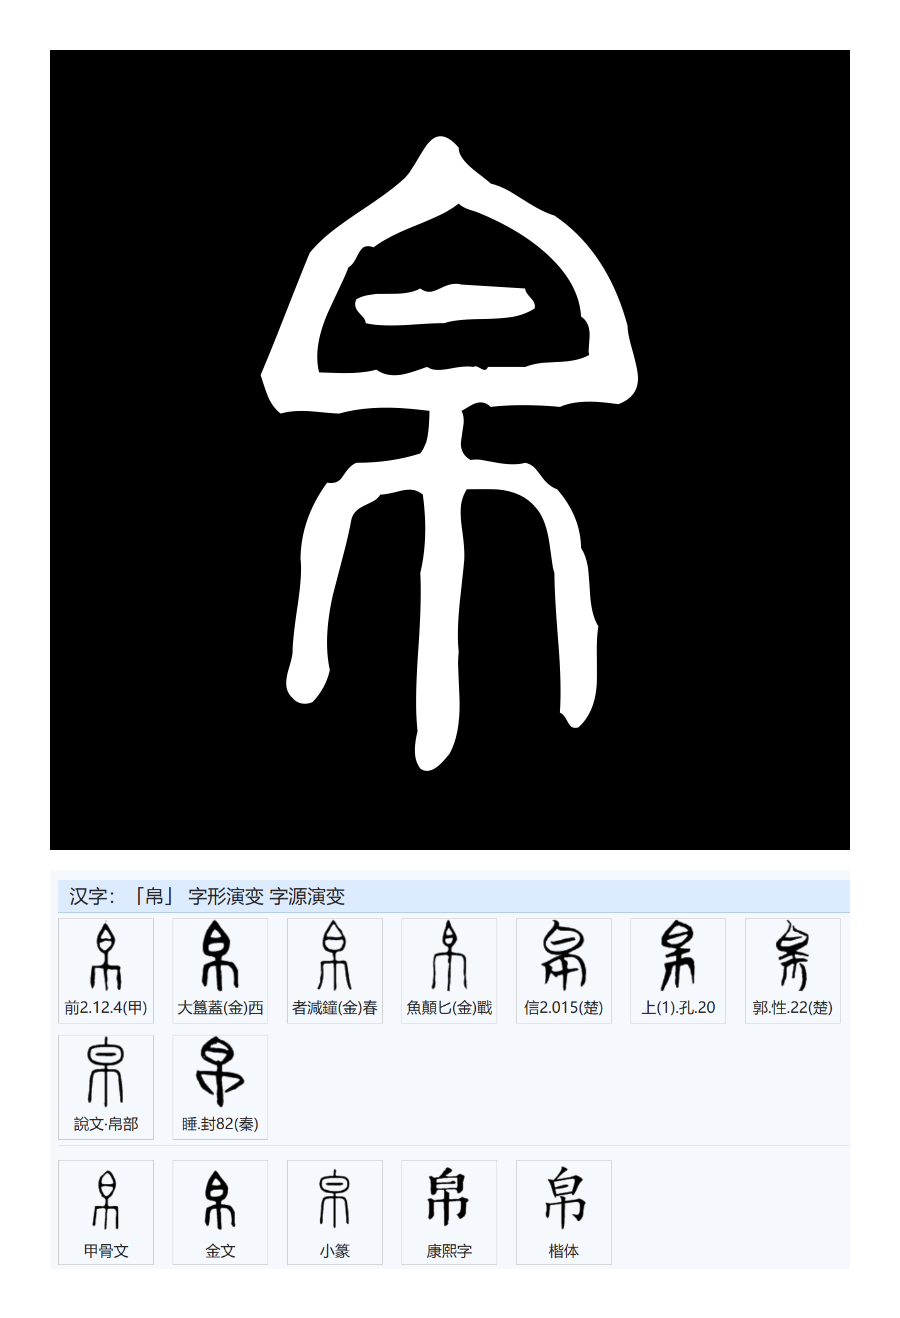 帛
汉字：「帛」 字形演变 字源演变
前2.12.4(甲) 大簋蓋(金)西 者減鐘(金)春 魚顛匕(金)戰 信2.015(楚) 上(1).孔.20 郭.性.22(楚)
說文·帛部 睡.封82(秦)
帛 帛
甲骨文 金文 小篆 康熙字 楷体